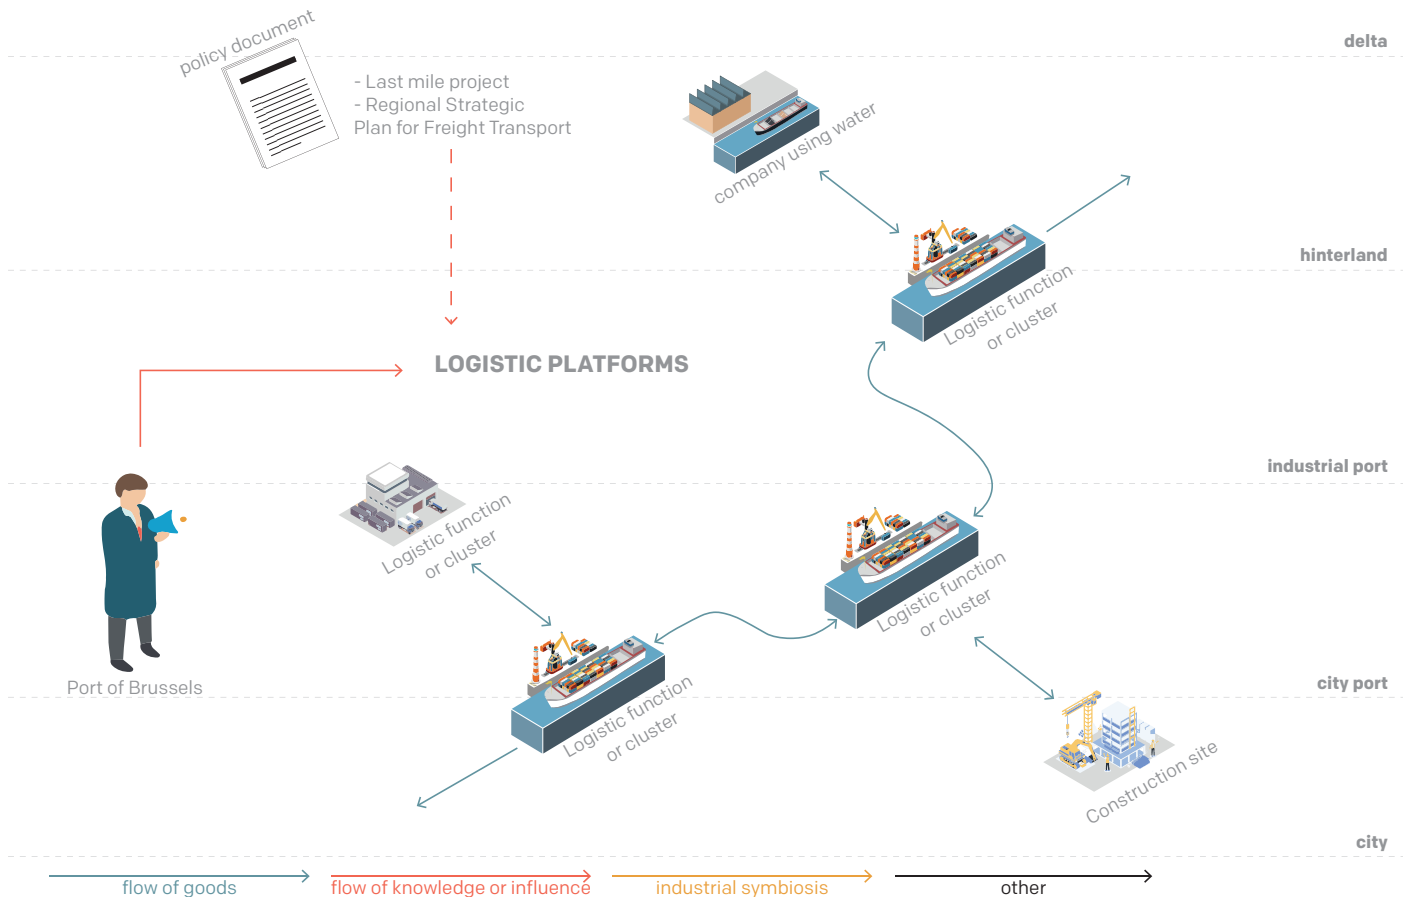 policy document
delta
- Last mile project
- Regional Strategic
Plan for Freight Transport
company using water
hinterland
Logistic function
or cluster
LOGISTIC PLATFORMS
industrial port
Logistic function
or cluster
Logistic function
or cluster
Port of Brussels
city port
Logistic function
or cluster
Construction site
city
flow of goods
flow of knowledge or influence
industrial symbiosis
other